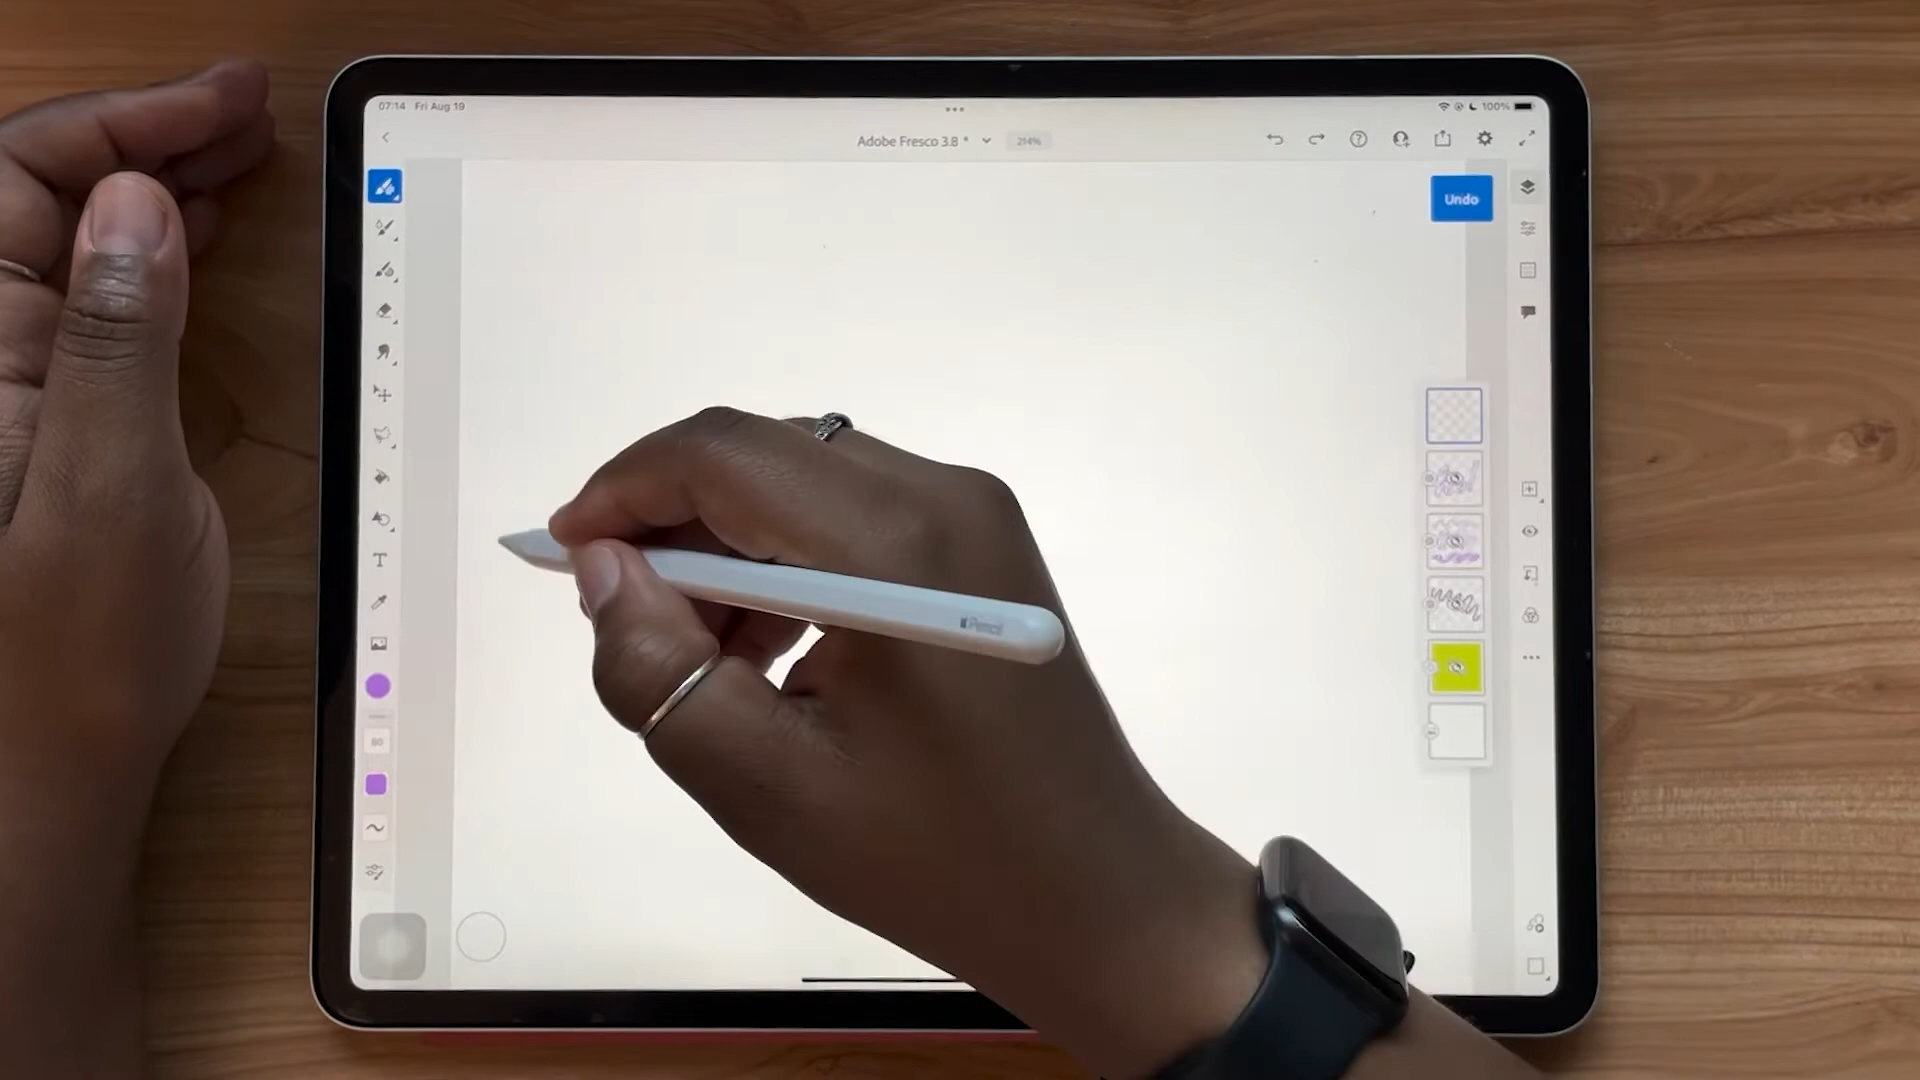 07:14 Fri Aug 19
100%
Adobe Fresco 3.8 *
214%
Undo
T
80
Pencil